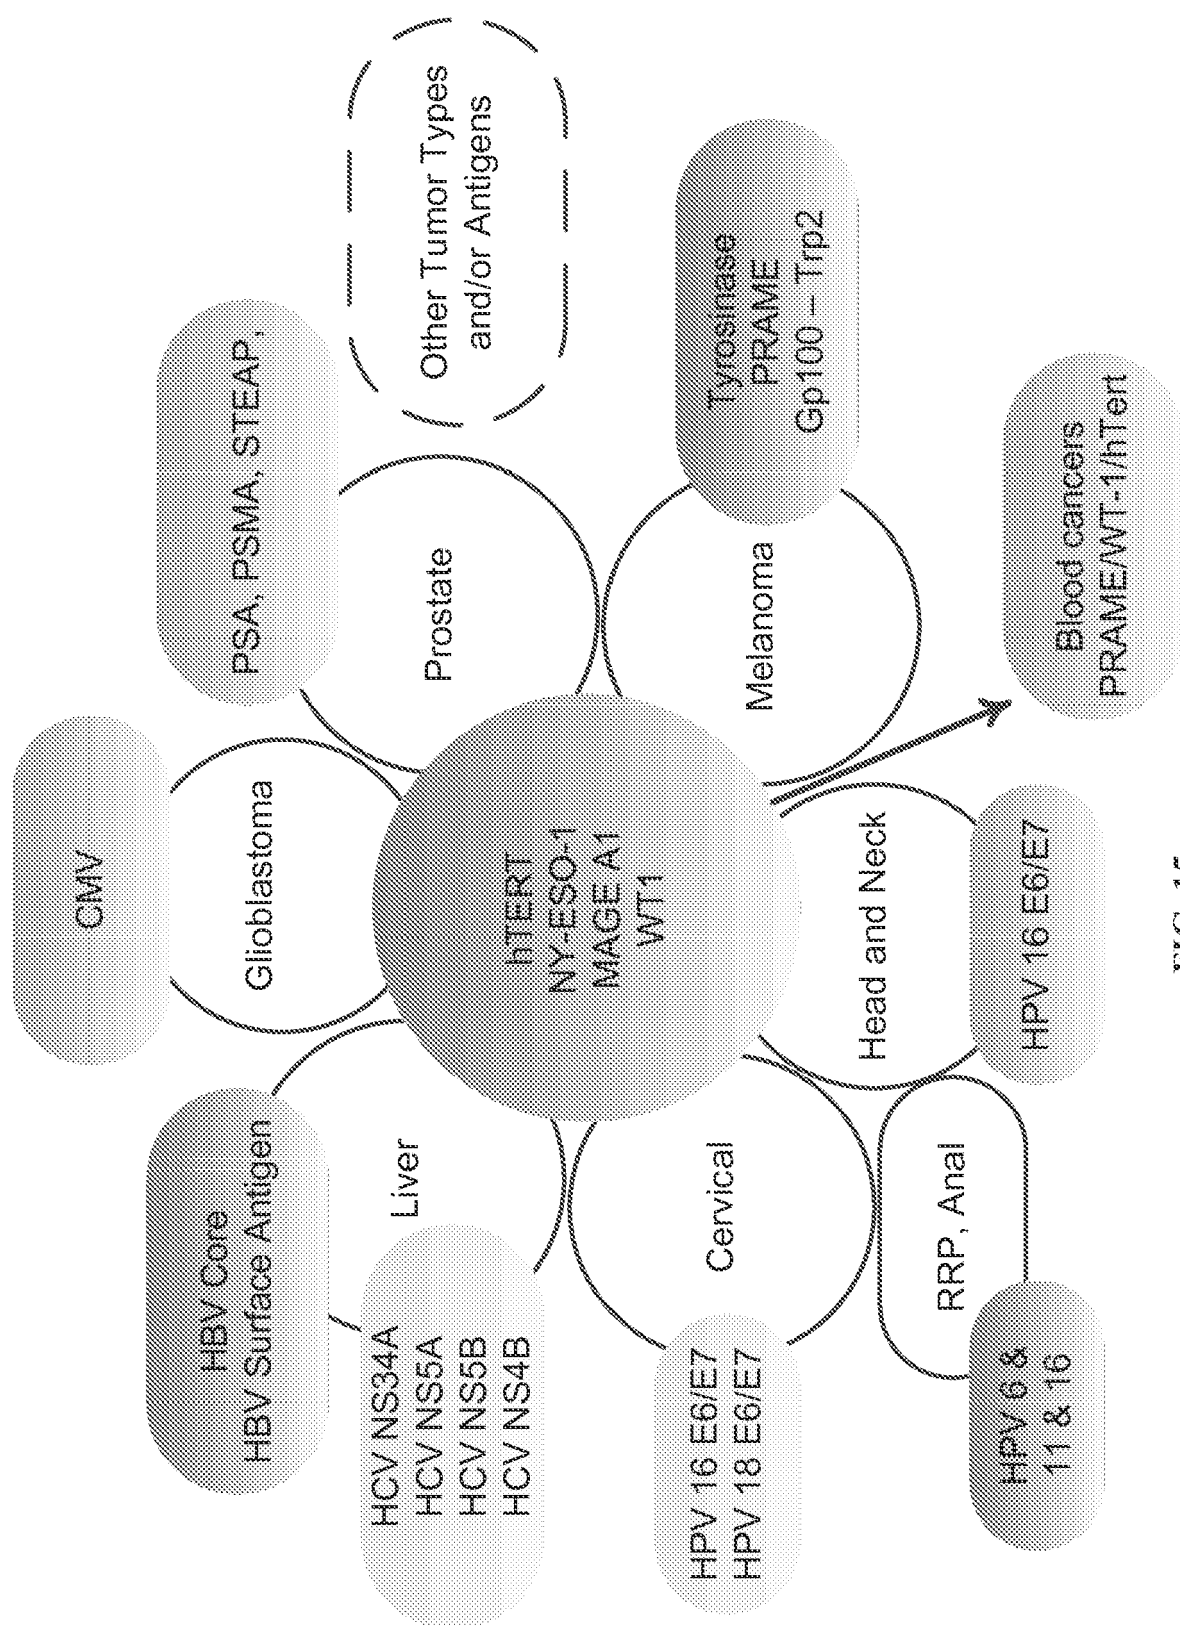 CMV
Glioblastoma
PSA, PSMA, STEAP,
Prostate
Other Tumor Types
and/or Antigens
HBV Core
HBV Surface Antigen
Liver
HCV NS34A
HCV NS5A
HCV NS5B
HCV NS4B
hTERT
NY-ESO-1
MAGE A1
WT1
Tyrosinase
PRAME
Gp100 – Trp2
Melanoma
Cervical
HPV 16 E6/E7
HPV 18 E6/E7
Head and Neck
HPV 16 E6/E7
RRP, Anal
HPV 6 &
11 & 16
Blood cancers
PRAME/WT-1/hTert